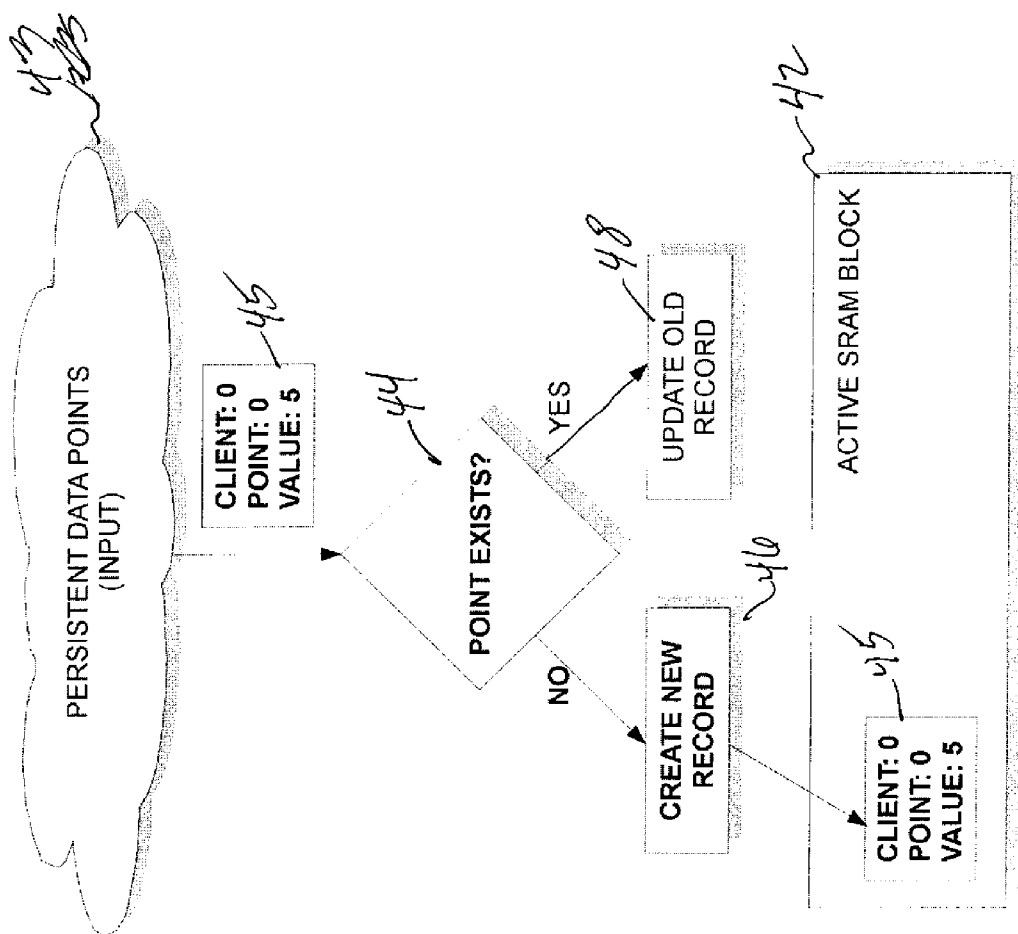 43
PERSISTENT DATA POINTS
(INPUT)
45
CLIENT: 0
POINT: 0
VALUE: 5
44
POINT EXISTS?
NO
YES
48
CREATE NEW
RECORD
UPDATE OLD
RECORD
46
42
ACTIVE SRAM BLOCK
45
CLIENT: 0
POINT: 0
VALUE: 5